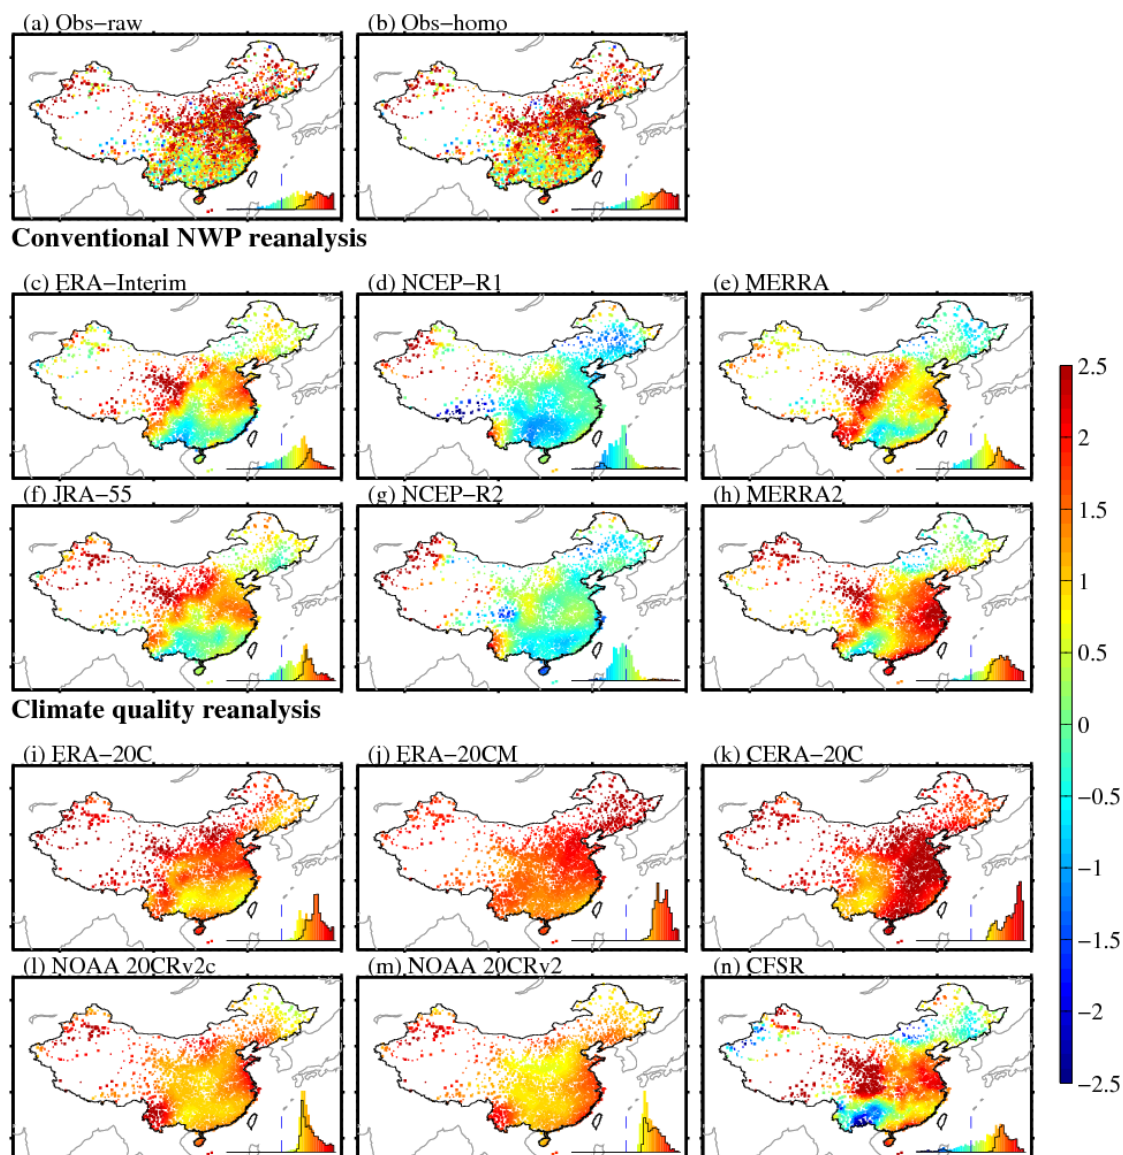 (a) Obs−raw
(b) Obs−homo
Conventional NWP reanalysis
(c) ERA−Interim
(d) NCEP−R1
(e) MERRA
(f) JRA−55
(g) NCEP−R2
(h) MERRA2
Climate quality reanalysis
(i) ERA−20C
(j) ERA−20CM
(k) CERA−20C
(l) NOAA 20CRv2c
(m) NOAA 20CRv2
(n) CFSR
2.5
2
1.5
1
0.5
0
−0.5
−1
−1.5
−2
−2.5